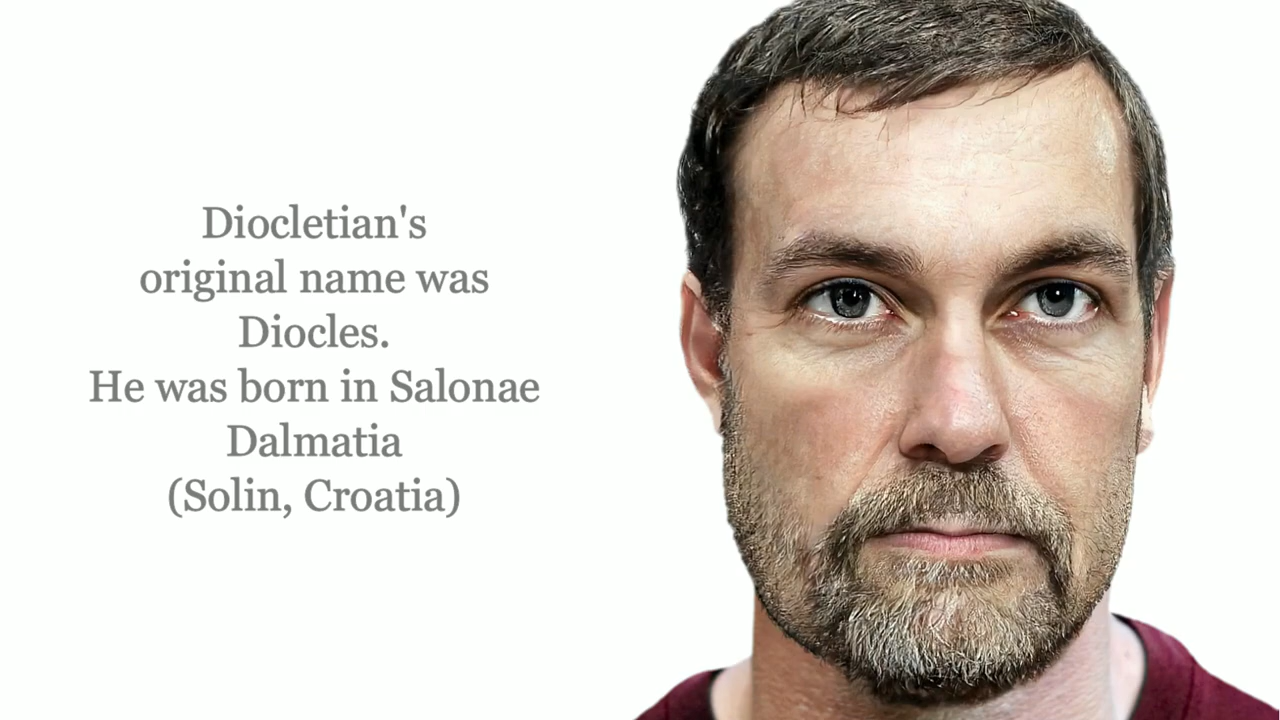 Diocletian's
original name was
Diocles.
He was born in Salonae
Dalmatia
(Solin, Croatia)